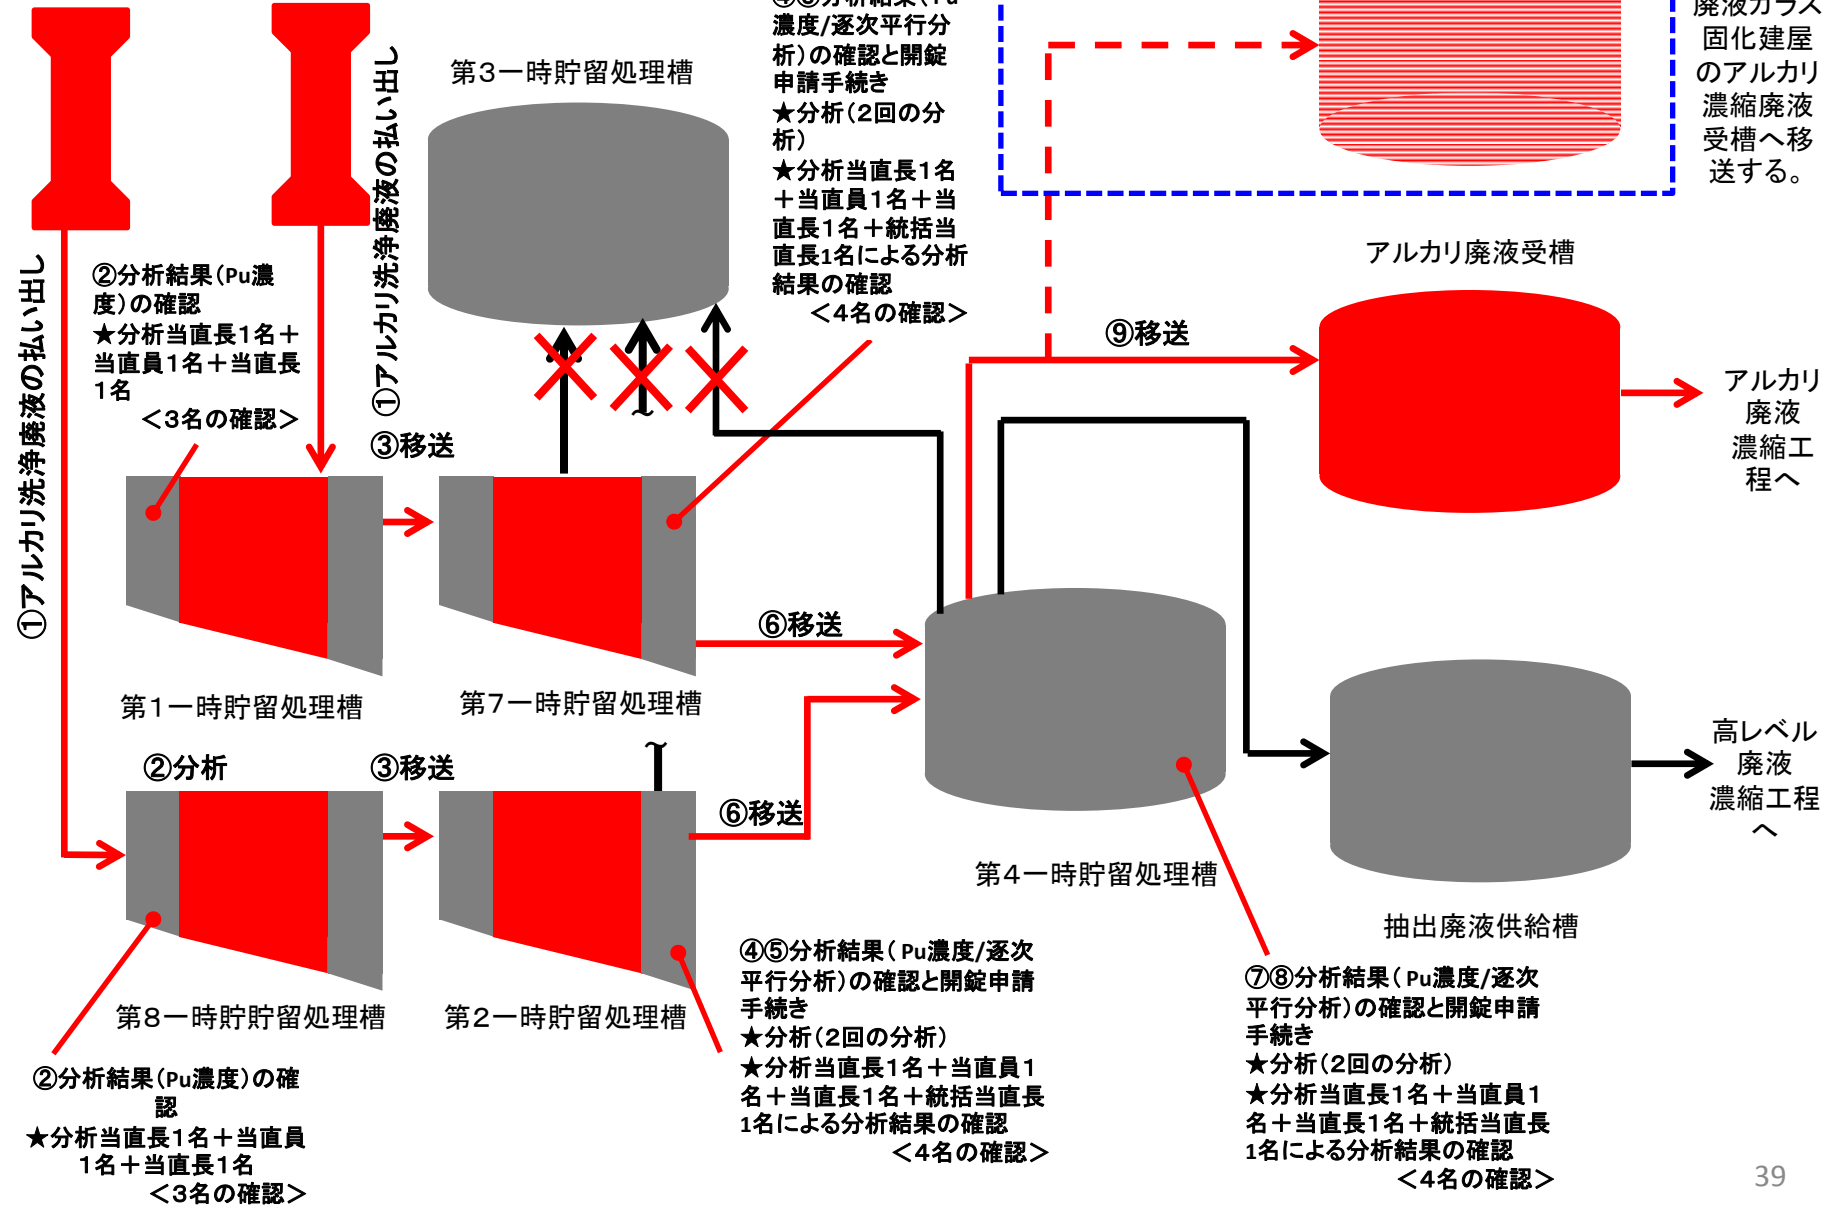 ④⑤分析結果(Pu
濃度/逐次平行分
析)の確認と開錠
申請手続き
★分析(2回の分
析)
★分析当直長1名
＋当直員1名＋当
直長1名＋統括当
直長1名による分析
結果の確認
＜4名の確認＞
廃液ガラス
固化建屋
のアルカリ
濃縮廃液
受槽へ移
送する。
第3一時貯留処理槽
①アルカリ洗浄廃液の払い出し
①アルカリ洗浄廃液の払い出し
②分析結果(Pu濃
度)の確認
★分析当直長1名＋
当直員1名＋当直長
1名
＜3名の確認＞
アルカリ廃液受槽
⑨移送
アルカリ
廃液
濃縮工
程へ
③移送
⑥移送
第1一時貯留処理槽
第7一時貯留処理槽
②分析
③移送
⑥移送
高レベル
廃液
濃縮工程
へ
第4一時貯留処理槽
抽出廃液供給槽
第8一時貯貯留処理槽
第2一時貯留処理槽
②分析結果(Pu濃度)の確
認
★分析当直長1名＋当直員
1名＋当直長1名
＜3名の確認＞
④⑤分析結果( Pu濃度/逐次
平行分析)の確認と開錠申請
手続き
★分析(2回の分析)
★分析当直長1名＋当直員1
名＋当直長1名＋統括当直長
1名による分析結果の確認
＜4名の確認＞
⑦⑧分析結果( Pu濃度/逐次
平行分析)の確認と開錠申請
手続き
★分析(2回の分析)
★分析当直長1名＋当直員1
名＋当直長1名＋統括当直長
1名による分析結果の確認
＜4名の確認＞
39